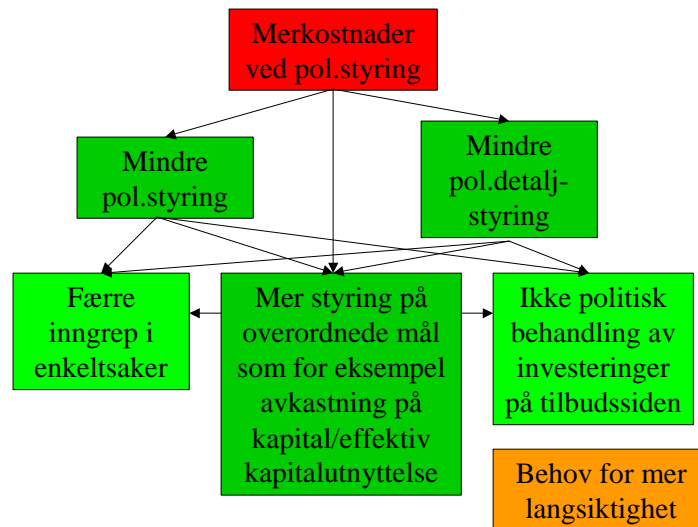 Merkostnader
ved pol.styring
Mindre
pol.styring
Mindre
pol.detalj-
styring
Færre
inngrep i
enkeltsaker
Mer styring på
overordnede mål
som for eksempel
avkastning på
kapital/effektiv
kapitalutnyttelse
Ikke politisk
behandling av
investeringer
på tilbudssiden
Behov for mer
langsiktighet